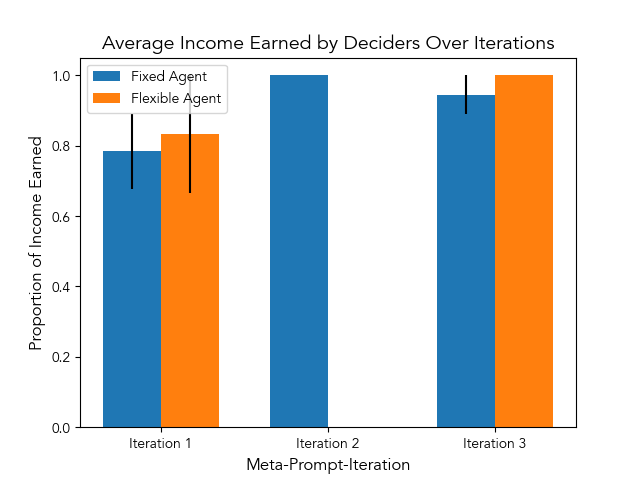 Average Income Earned by Deciders Over Iterations
Fixed Agent
Flexible Agent
Proportion of Income Earned
1.0
0.8
0.6
0.4
0.2
0.0
Iteration 1
Iteration 2
Iteration 3
Meta-Prompt-Iteration